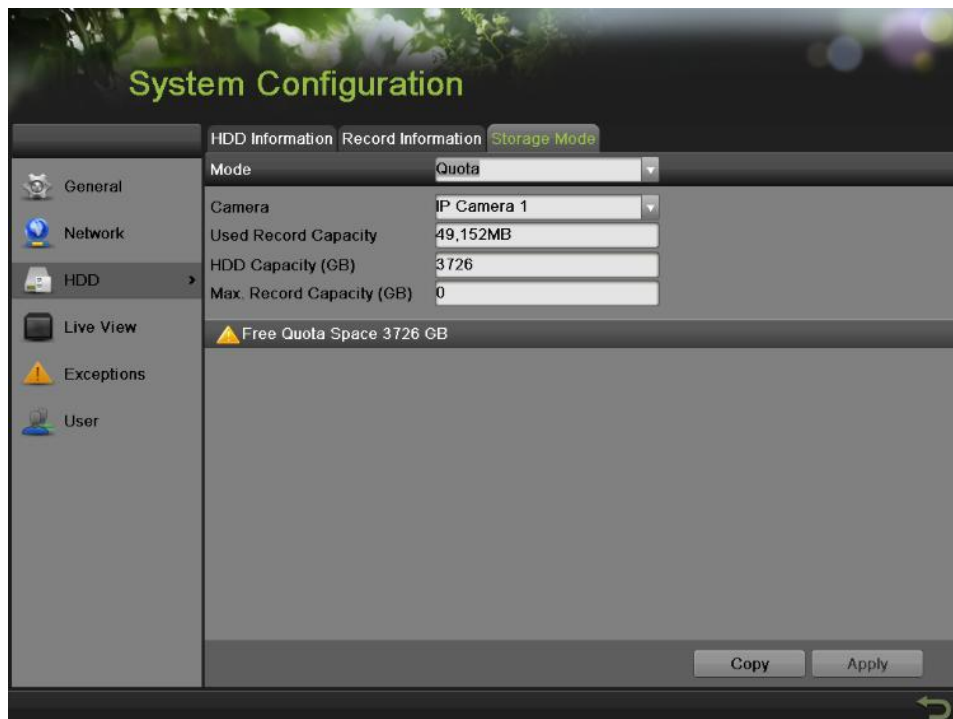 System Configuration
HDD Information Record Information Storage Mode
Mode Quota
General
Network
HDD
Live View
Exceptions
User
Camera IP Camera 1
Used Record Capacity 49,152MB
HDD Capacity (GB) 3726
Max. Record Capacity (GB) 0
Free Quota Space 3726 GB
Copy Apply